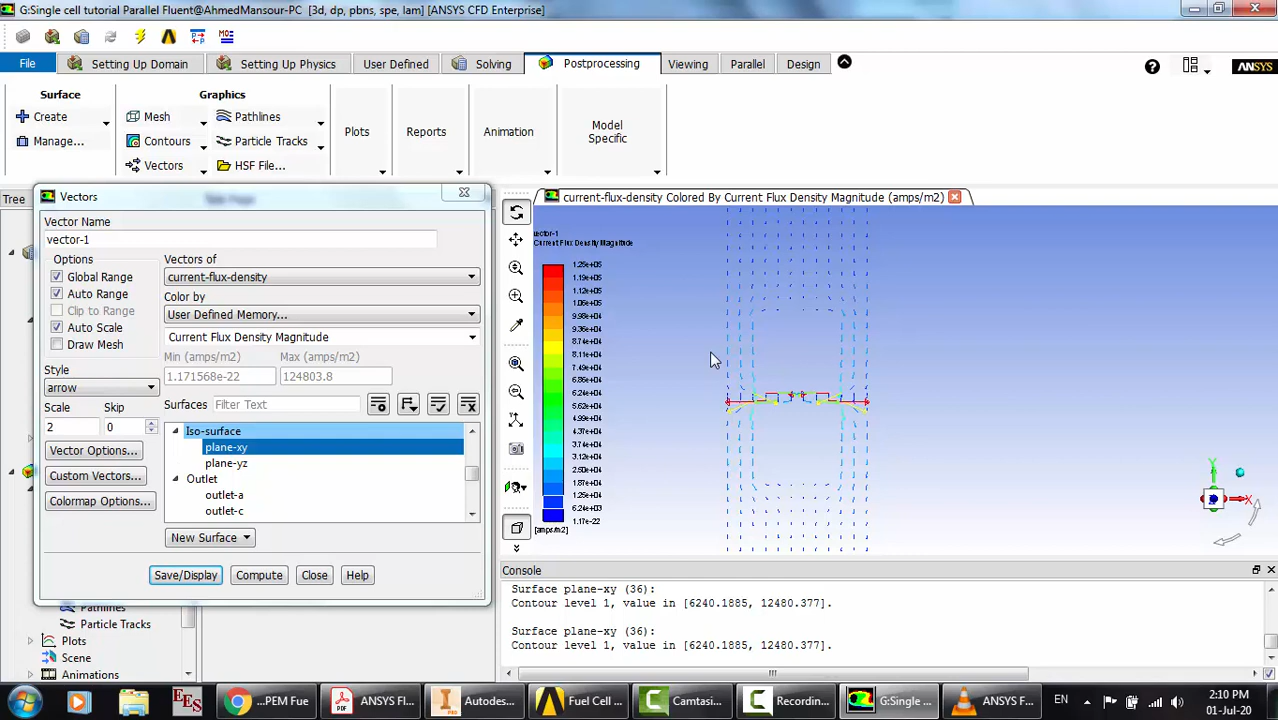 G:Single cell tutorial Parallel Fluent@AhmedMansour-PC [3d, dp, pbns, spe, lam] [ANSYS CFD Enterprise]
File
Setting Up Domain
Setting Up Physics
User Defined
Solving
Postprocessing
Viewing
Parallel
Design
ANSYS
Surface
Graphics
Create
Mesh
Pathlines
Manage...
Contours
Particle Tracks
Vectors
HSF File...
Plots
Reports
Animation
Model
Specific
Tree
Vectors
Vector Name
vector-1
Options
Global Range
Auto Range
Clip to Range
Auto Scale
Draw Mesh
Style
arrow
Scale
Skip
2
0
Vector Options...
Custom Vectors...
Colormap Options...
Vectors of
current-flux-density
Color by
User Defined Memory...
Current Flux Density Magnitude
Min (amps/m2)
Max (amps/m2)
1.171568e-22
124803.8
Surfaces
Filter Text
Iso-surface
plane-xy
plane-yz
Outlet
outlet-a
outlet-c
New Surface
Save/Display
Compute
Close
Help
Pathlines
Particle Tracks
Plots
Scene
Animations
current-flux-density Colored By Current Flux Density Magnitude (amps/m2)
vector-1
Current Flux Density Magnitude
1.25e+05
1.19e+05
1.12e+05
1.06e+05
9.98e+04
9.36e+04
8.74e+04
8.11e+04
7.49e+04
6.86e+04
6.24e+04
5.62e+04
4.99e+04
4.37e+04
3.74e+04
3.12e+04
2.50e+04
1.87e+04
1.25e+04
6.24e+03
1.17e-22
[amps/m2]
Y
X
Console
Surface plane-xy (36):
Contour level 1, value in [6240.1885, 12480.377].
Surface plane-xy (36):
Contour level 1, value in [6240.1885, 12480.377].
EES
...PEM Fue
ANSYS Fl...
Autodes...
Fuel Cell ...
Camtasi...
Recordin...
G:Single ...
ANSYS F...
EN
2:10 PM
01-Jul-20